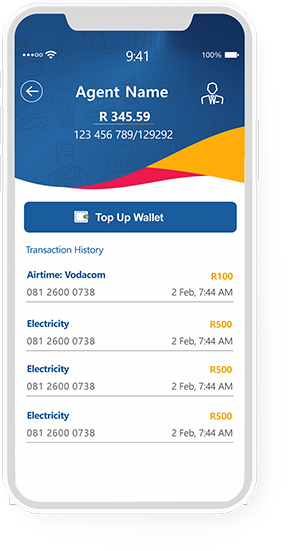 9:41
100%
Agent Name
R 345.59
123 456 789/129292
Top Up Wallet
Transaction History
Airtime: Vodacom R100
081 2600 0738 2 Feb, 7:44 AM
Electricity R500
081 2600 0738 2 Feb, 7:44 AM
Electricity R500
081 2600 0738 2 Feb, 7:44 AM
Electricity R500
081 2600 0738 2 Feb, 7:44 AM